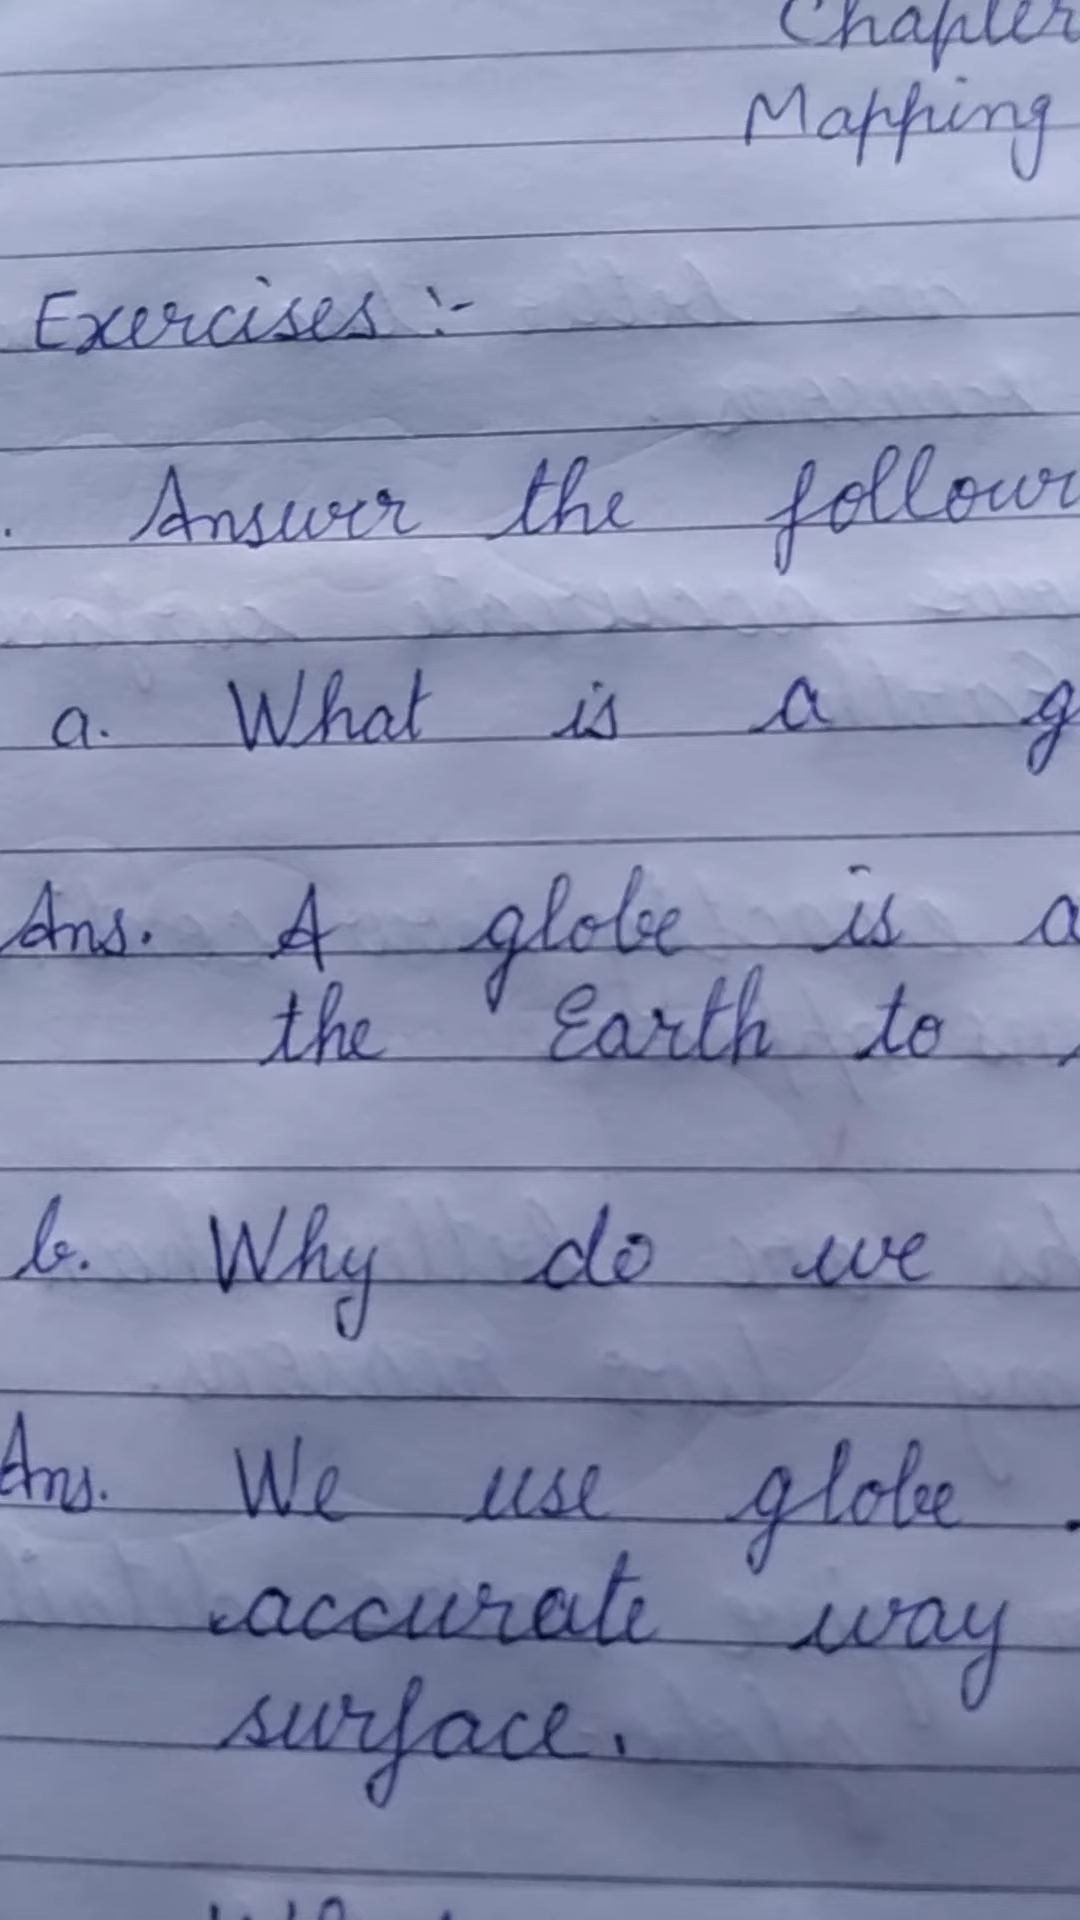 Chapter
Mapping
Exercises :-
Answer the
a. What is a
Ans. A globe is a
the Earth to
b. Why do we
Ans. We use globe
accurate way
surface.